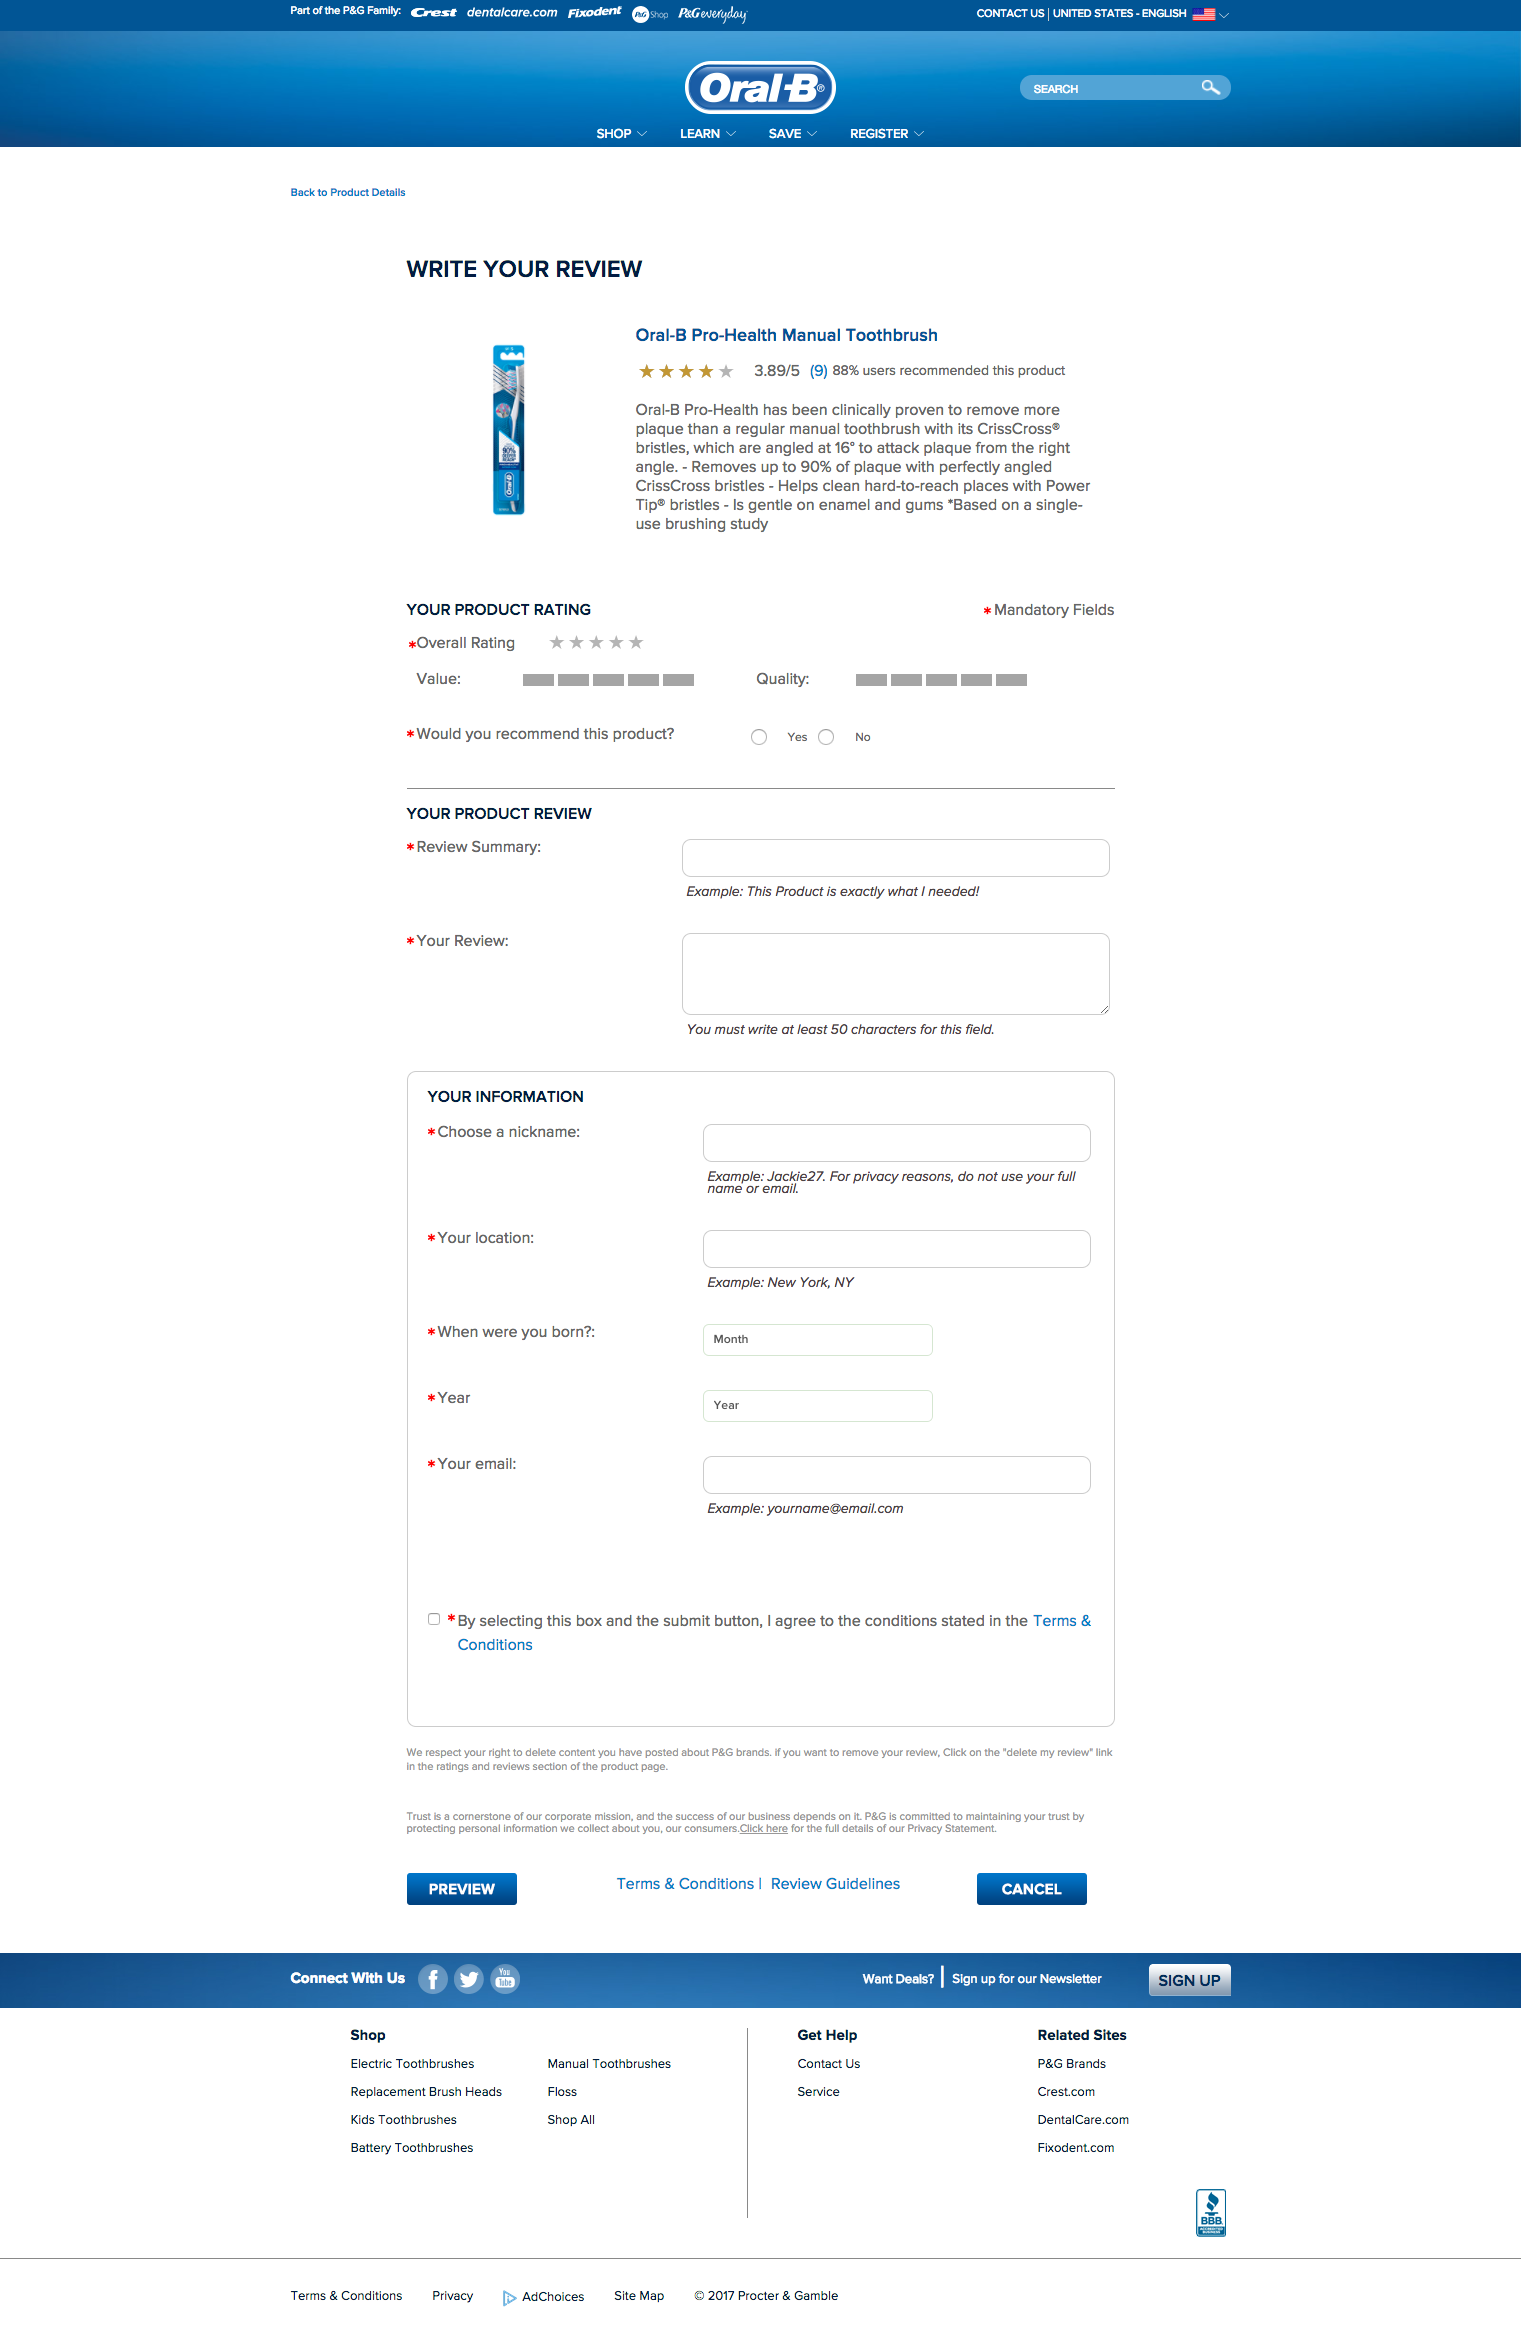 Part of the P&G Family: Crest dentalcare.com Fixodent P&G Shop P&G everyday
CONTACT US | UNITED STATES - ENGLISH
Oral-B®
SEARCH
SHOP LEARN SAVE REGISTER
Back to Product Details
WRITE YOUR REVIEW
Oral-B Pro-Health Manual Toothbrush
3.89/5 (9) 88% users recommended this product
Oral-B Pro-Health has been clinically proven to remove more
plaque than a regular manual toothbrush with its CrissCross®
bristles, which are angled at 16° to attack plaque from the right
angle. - Removes up to 90% of plaque with perfectly angled
CrissCross bristles - Helps clean hard-to-reach places with Power
Tip® bristles - Is gentle on enamel and gums *Based on a single-
use brushing study
90%
Oral-B
YOUR PRODUCT RATING
* Mandatory Fields
*Overall Rating
Value:
Quality:
*Would you recommend this product?
Yes No
YOUR PRODUCT REVIEW
*Review Summary:
Example: This Product is exactly what I needed!
*Your Review:
You must write at least 50 characters for this field.
YOUR INFORMATION
*Choose a nickname:
Example: Jackie27. For privacy reasons, do not use your full
name or email.
*Your location:
Example: New York, NY
*When were you born?:
Month
*Year
Year
*Your email:
Example: yourname@email.com
*By selecting this box and the submit button, I agree to the conditions stated in the Terms &
Conditions
We respect your right to delete content you have posted about P&G brands. if you want to remove your review, Click on the "delete my review" link
in the ratings and reviews section of the product page.
Trust is a cornerstone of our corporate mission, and the success of our business depends on it. P&G is committed to maintaining your trust by
protecting personal information we collect about you, our consumers.Click here for the full details of our Privacy Statement.
PREVIEW
Terms & Conditions | Review Guidelines
CANCEL
Connect With Us
You Tube
Want Deals? | Sign up for our Newsletter
SIGN UP
Shop
Electric Toothbrushes
Replacement Brush Heads
Kids Toothbrushes
Battery Toothbrushes
Manual Toothbrushes
Floss
Shop All
Get Help
Contact Us
Service
Related Sites
P&G Brands
Crest.com
DentalCare.com
Fixodent.com
BBB
ACCREDITED
BUSINESS
Terms & Conditions
Privacy
AdChoices
Site Map
© 2017 Procter & Gamble